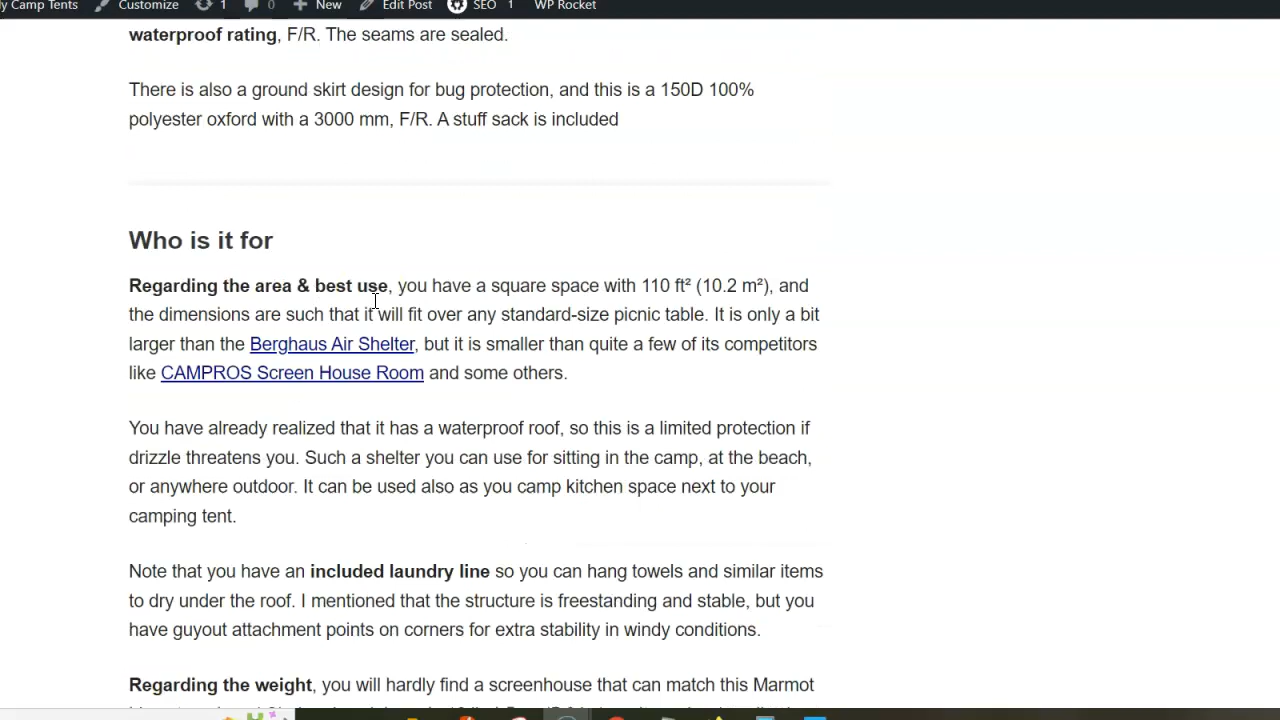 ly Camp Tents Customize 1 0 New Edit Post SEO 1 WP Rocket
waterproof rating, F/R. The seams are sealed.
There is also a ground skirt design for bug protection, and this is a 150D 100%
polyester oxford with a 3000 mm, F/R. A stuff sack is included
Who is it for
Regarding the area & best use, you have a square space with 110 ft² (10.2 m²), and
the dimensions are such that it will fit over any standard-size picnic table. It is only a bit
larger than the Berghaus Air Shelter, but it is smaller than quite a few of its competitors
like CAMPROS Screen House Room and some others.
You have already realized that it has a waterproof roof, so this is a limited protection if
drizzle threatens you. Such a shelter you can use for sitting in the camp, at the beach,
or anywhere outdoor. It can be used also as you camp kitchen space next to your
camping tent.
Note that you have an included laundry line so you can hang towels and similar items
to dry under the roof. I mentioned that the structure is freestanding and stable, but you
have guyout attachment points on corners for extra stability in windy conditions.
Regarding the weight, you will hardly find a screenhouse that can match this Marmot